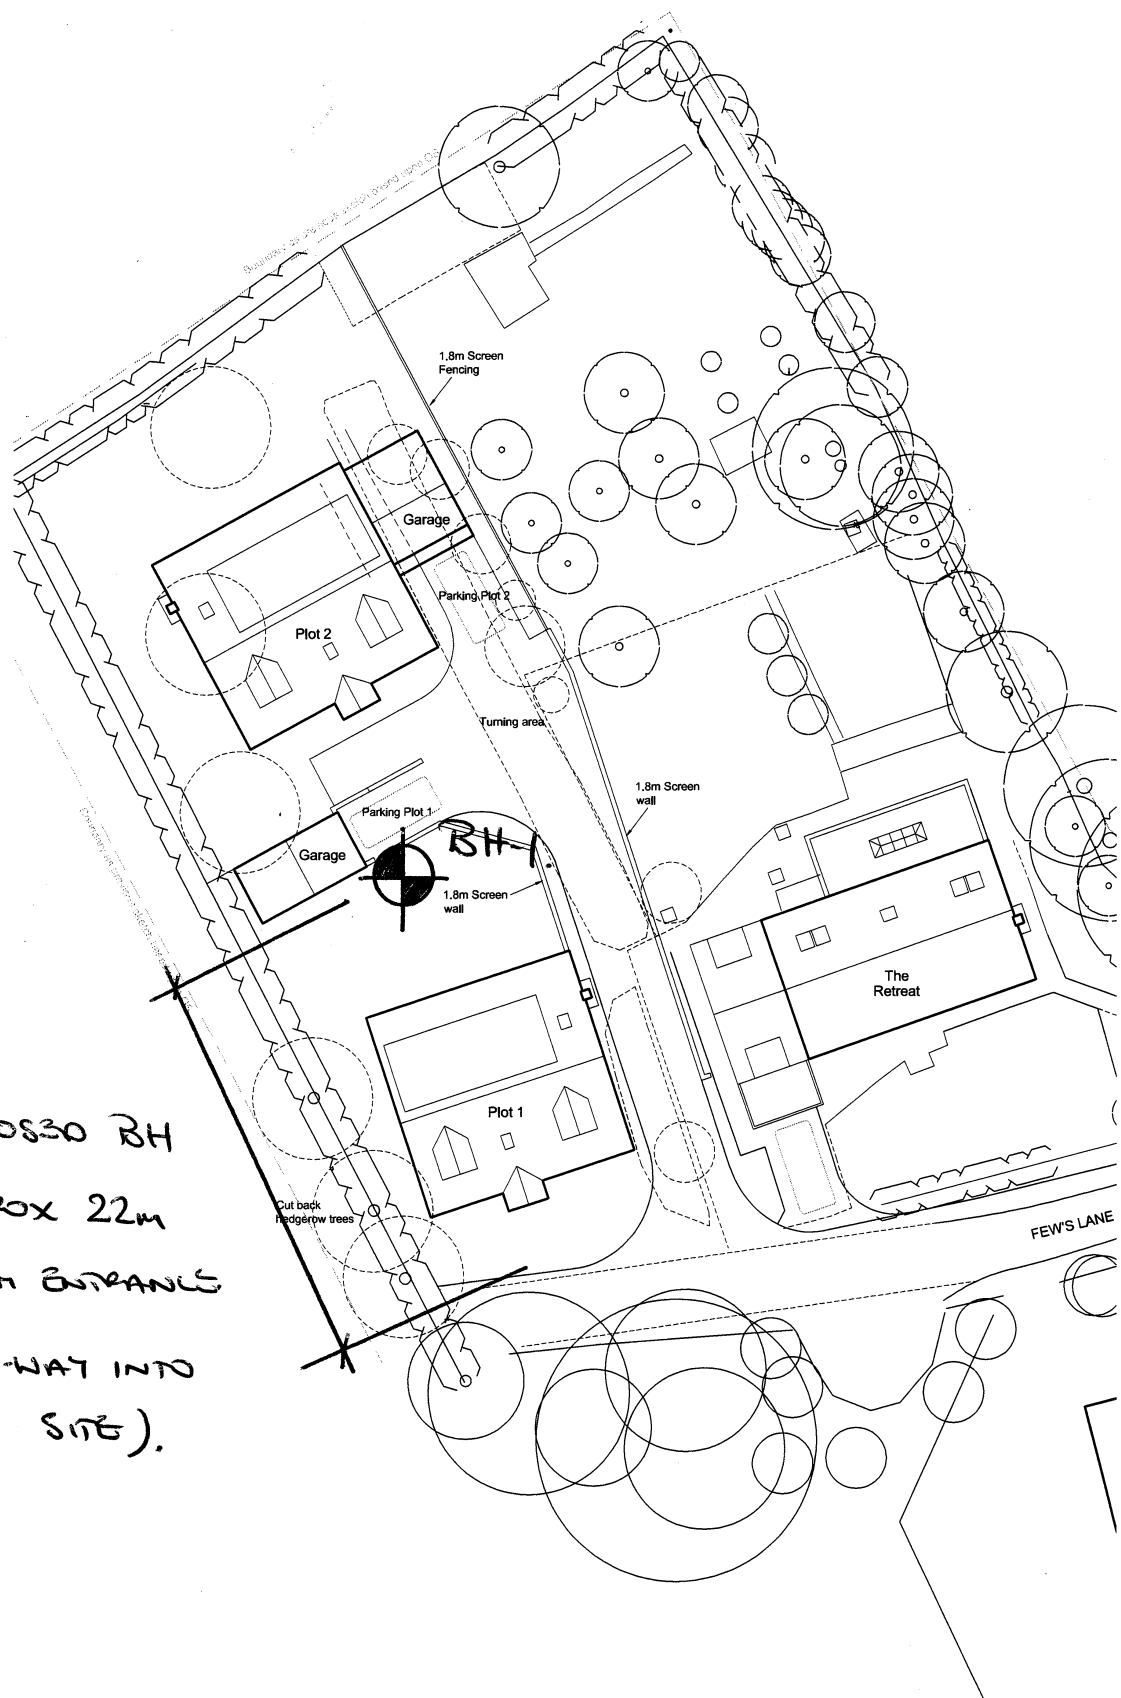 1.8m Screen
Fencing
Garage
Parking Plot 2
Plot 2
Turning area
1.8m Screen
wall
Parking Plot 1
BH-1
Garage
1.8m Screen
wall
The
Retreat
Plot 1
BH
22m
ENTRANCE
Cut back
hedgerow trees
FEW'S LANE
-WAY INTO
SITE).